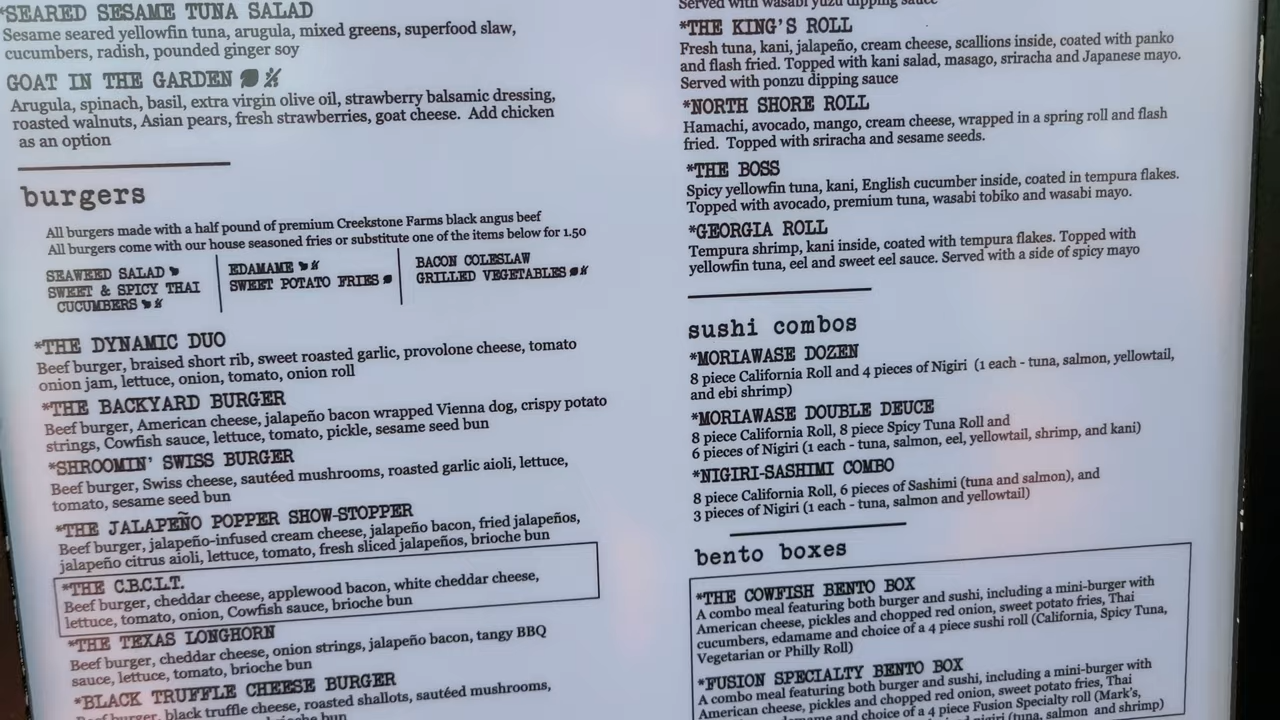 *SEARED SESAME TUNA SALAD
Sesame seared yellowfin tuna, arugula, mixed greens, superfood slaw,
cucumbers, radish, pounded ginger soy
GOAT IN THE GARDEN
Arugula, spinach, basil, extra virgin olive oil, strawberry balsamic dressing,
roasted walnuts, Asian pears, fresh strawberries, goat cheese. Add chicken
as an option
burgers
All burgers made with a half pound of premium Creekstone Farms black angus beef
All burgers come with our house seasoned fries or substitute one of the items below for 1.50
SEAWEED SALAD
SWEET & SPICY THAI
CUCUMBERS
EDAMAME
SWEET POTATO FRIES
BACON COLESLAW
GRILLED VEGETABLES
*THE DYNAMIC DUO
Beef burger, braised short rib, sweet roasted garlic, provolone cheese, tomato
onion jam, lettuce, onion, tomato, onion roll
*THE BACKYARD BURGER
Beef burger, American cheese, jalapeño bacon wrapped Vienna dog, crispy potato
strings, Cowfish sauce, lettuce, tomato, pickle, sesame seed bun
*SHROOMIN' SWISS BURGER
Beef burger, Swiss cheese, sautéed mushrooms, roasted garlic aioli, lettuce,
tomato, sesame seed bun
*THE JALAPEÑO POPPER SHOW-STOPPER
Beef burger, jalapeño-infused cream cheese, jalapeño bacon, fried jalapeños,
jalapeño citrus aioli, lettuce, tomato, fresh sliced jalapeños, brioche bun
*THE C.B.C.L.T.
Beef burger, cheddar cheese, applewood bacon, white cheddar cheese,
lettuce, tomato, onion, Cowfish sauce, brioche bun
*THE TEXAS LONGHORN
Beef burger, cheddar cheese, onion strings, jalapeño bacon, tangy BBQ
sauce, lettuce, tomato, brioche bun
*BLACK TRUFFLE CHEESE BURGER
Beef burger, black truffle cheese, roasted shallots, sautéed mushrooms,
brioche bun
Served with wasabi yuzu dipping sauce
*THE KING'S ROLL
Fresh tuna, kani, jalapeño, cream cheese, scallions inside, coated with panko
and flash fried. Topped with kani salad, masago, sriracha and Japanese mayo.
Served with ponzu dipping sauce
*NORTH SHORE ROLL
Hamachi, avocado, mango, cream cheese, wrapped in a spring roll and flash
fried. Topped with sriracha and sesame seeds.
*THE BOSS
Spicy yellowfin tuna, kani, English cucumber inside, coated in tempura flakes.
Topped with avocado, premium tuna, wasabi tobiko and wasabi mayo.
*GEORGIA ROLL
Tempura shrimp, kani inside, coated with tempura flakes. Topped with
yellowfin tuna, eel and sweet eel sauce. Served with a side of spicy mayo
sushi combos
*MORIAWASE DOZEN
8 piece California Roll and 4 pieces of Nigiri (1 each - tuna, salmon, yellowtail,
and ebi shrimp)
*MORIAWASE DOUBLE DEUCE
8 piece California Roll, 8 piece Spicy Tuna Roll and
6 pieces of Nigiri (1 each - tuna, salmon, eel, yellowtail, shrimp, and kani)
*NIGIRI-SASHIMI COMBO
8 piece California Roll, 6 pieces of Sashimi (tuna and salmon), and
3 pieces of Nigiri (1 each - tuna, salmon and yellowtail)
bento boxes
*THE COWFISH BENTO BOX
A combo meal featuring both burger and sushi, including a mini-burger with
American cheese, pickles and chopped red onion, sweet potato fries, Thai
cucumbers, edamame and choice of a 4 piece sushi roll (California, Spicy Tuna,
Vegetarian or Philly Roll)
*FUSION SPECIALTY BENTO BOX
A combo meal featuring both burger and sushi, including a mini-burger with
American cheese, pickles and chopped red onion, sweet potato fries, Thai
and choice of a 4 piece Fusion Specialty roll (Mark's,
nigiri (tuna, salmon and shrimp)